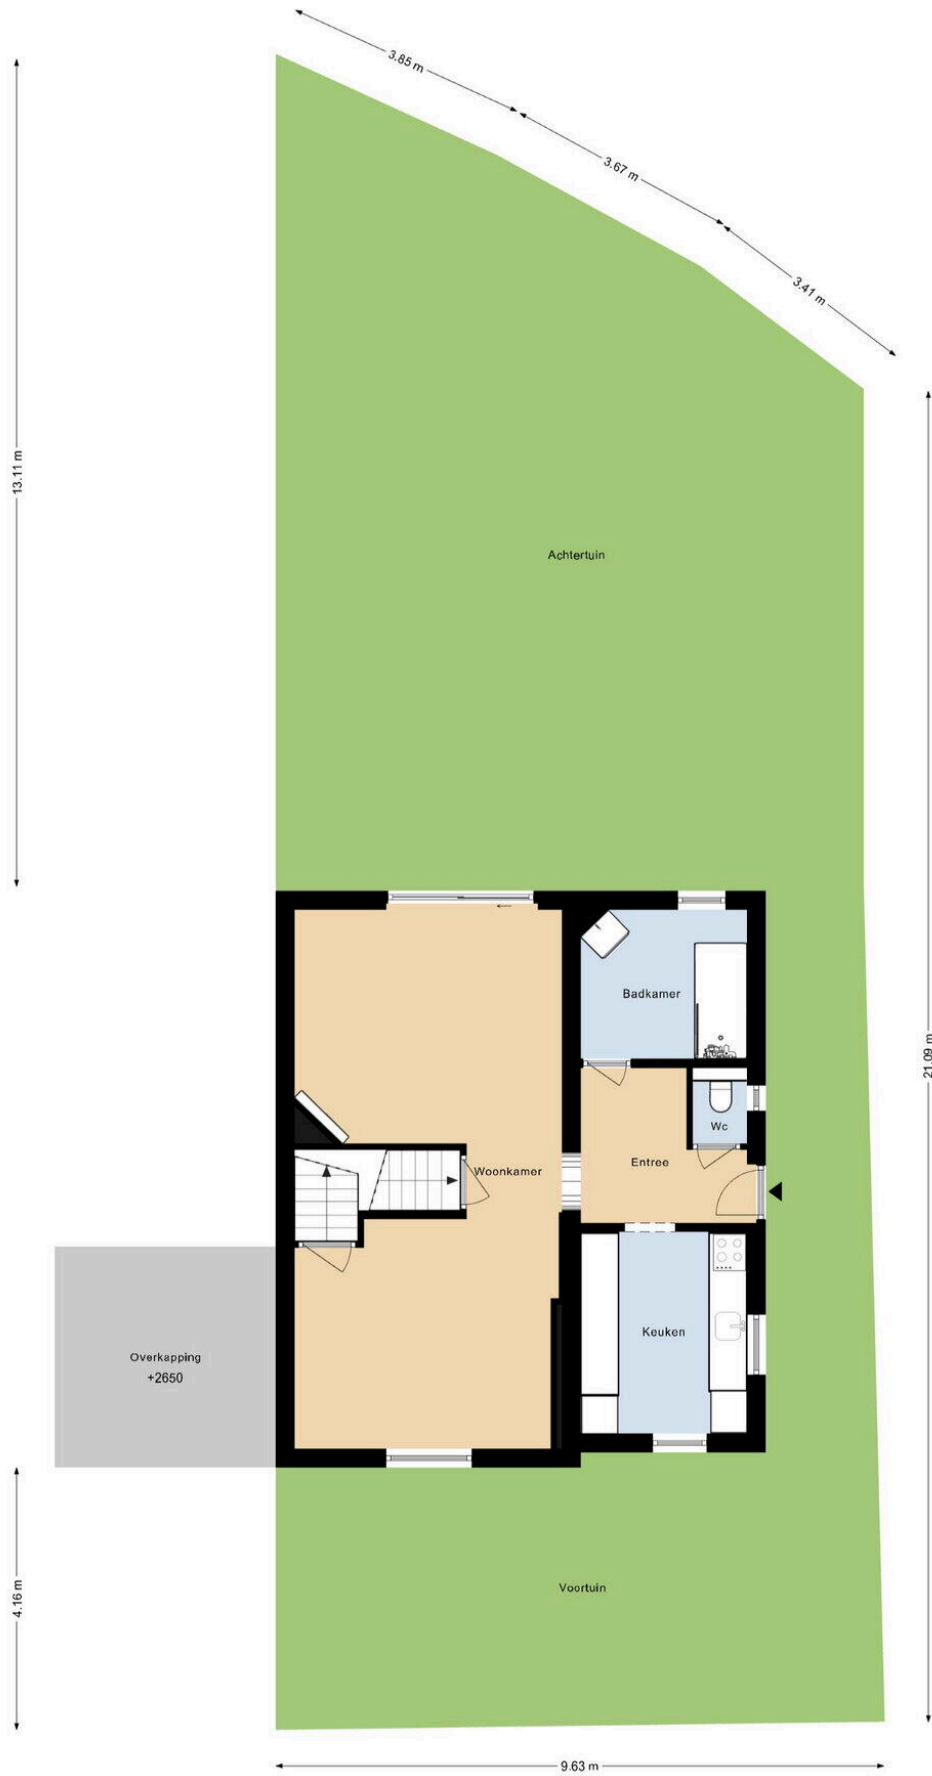 3.85 m
3.67 m
3.41 m
13.11 m
Achtertuin
Badkamer
21.09 m
Wc
Entree
Woonkamer
Keuken
Overkapping
+2650
4.16 m
Voortuin
9.63 m